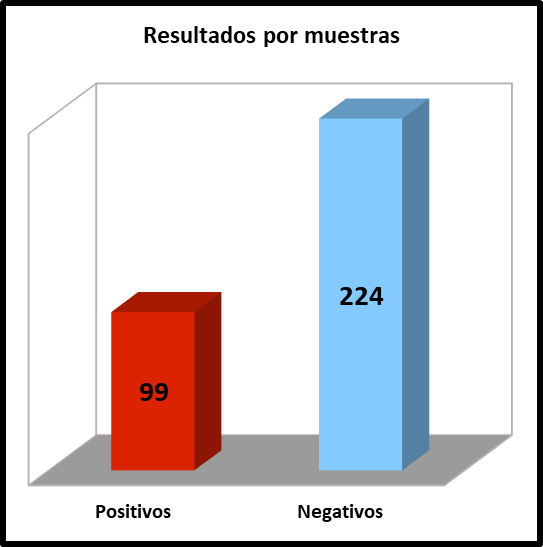 Resultados por muestras
224
99
Positivos
Negativos